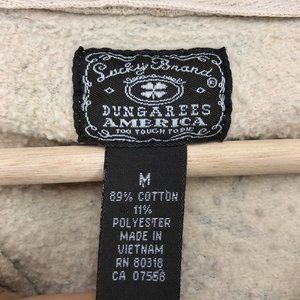 Lucky Brand
®
DUNGAREES
AMERICA
TOO TOUGH TO DIE
M
89% COTTON
11%
POLYESTER
MADE IN
VIETNAM
RN 80318
CA 07558